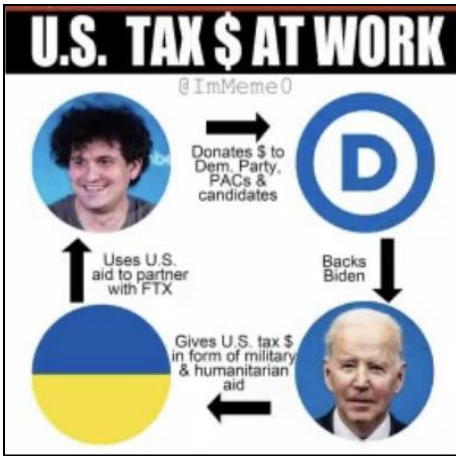 U.S. TAX $ AT WORK
@ImMeme0
Donates $ to
Dem. Party,
PACs &
candidates
D
Backs
Biden
Gives U.S. tax $
in form of military
& humanitarian
aid
Uses U.S.
aid to partner
with FTX